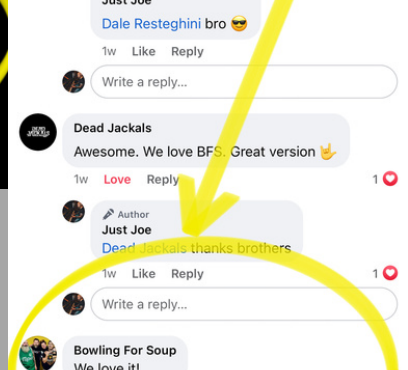 Just Joe
Dale Resteghini bro 😎
1w Like Reply
Write a reply...
Dead Jackals
Awesome. We love BFS. Great version 🤟
1w Love Reply 1
Author
Just Joe
Dead Jackals thanks brothers
1w Like Reply 1
Write a reply...
Bowling For Soup
We love it!